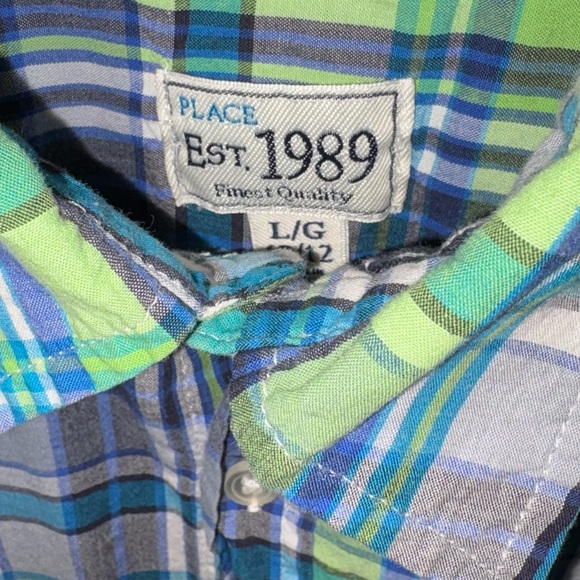 PLACE
EST. 1989
Finest Quality
L/G